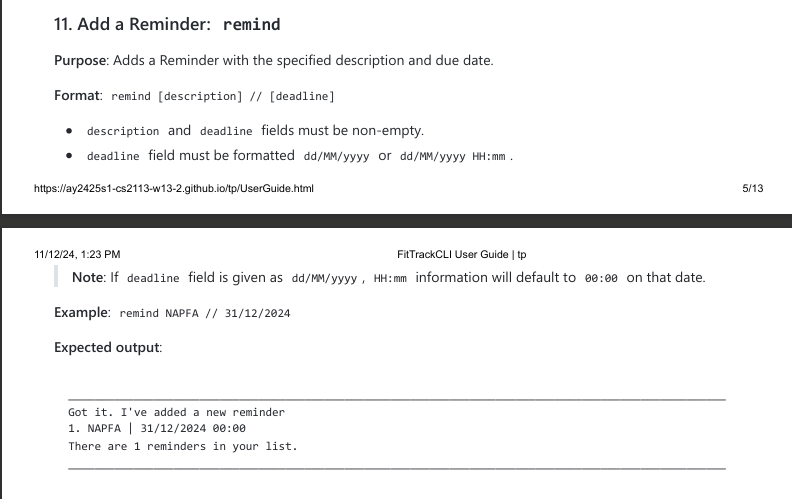 11. Add a Reminder: remind
Purpose: Adds a Reminder with the specified description and due date.
Format: remind [description] // [deadline]
• description and deadline fields must be non-empty.
• deadline field must be formatted dd/MM/yyyy or dd/MM/yyyy HH:mm .
https://ay2425s1-cs2113-w13-2.github.io/tp/UserGuide.html 5/13
11/12/24, 1:23 PM FitTrackCLI User Guide | tp
Note: If deadline field is given as dd/MM/yyyy , HH:mm information will default to 00:00 on that date.
Example: remind NAPFA // 31/12/2024
Expected output:
Got it. I've added a new reminder
1. NAPFA | 31/12/2024 00:00
There are 1 reminders in your list.